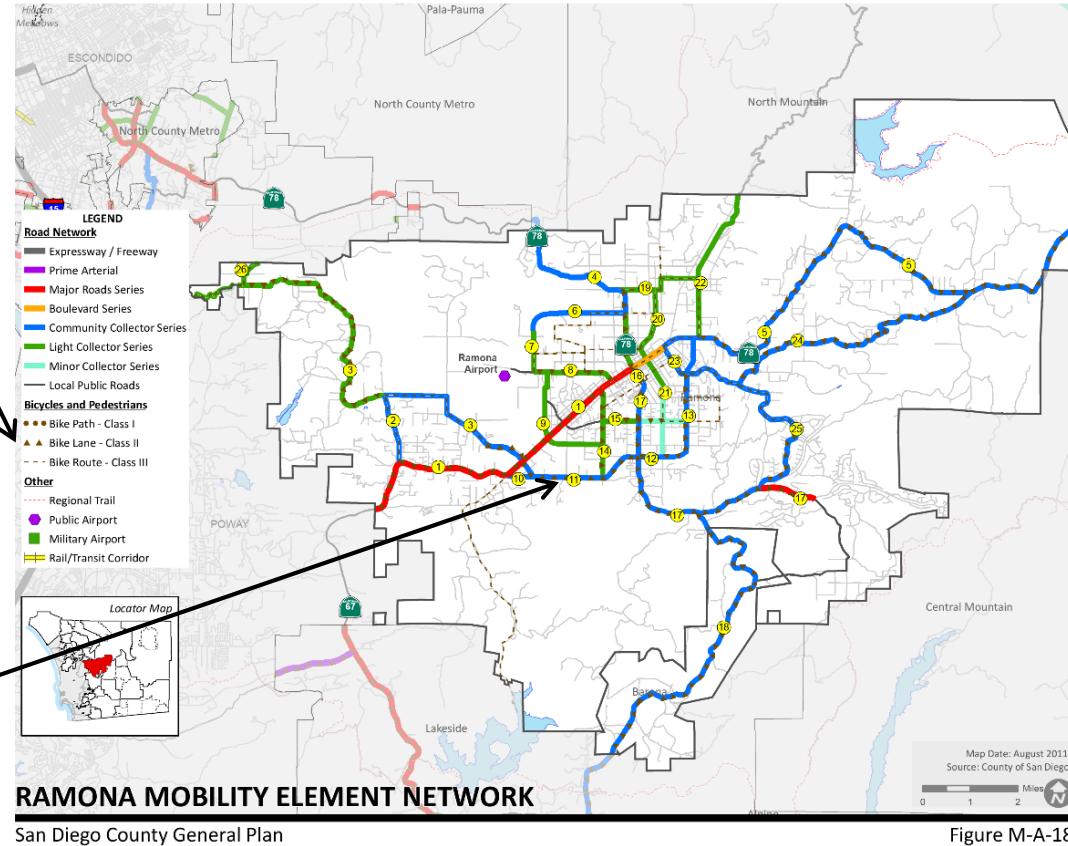 Hidden
Meadows
Pala-Pauma
ESCONDIDO
North County Metro
North Mountain
North County Metro
78
15
LEGEND
Road Network
Expressway / Freeway
Prime Arterial
Major Roads Series
Boulevard Series
Community Collector Series
Light Collector Series
Minor Collector Series
Local Public Roads
Bicycles and Pedestrians
Bike Path - Class I
Bike Lane - Class II
Bike Route - Class III
Other
Regional Trail
Public Airport
Military Airport
Rail/Transit Corridor
78
26
4
5
22
19
6
20
5
7
78
78
24
3
Ramona
Airport
8
23
16
21
Ramona
1
17
2
9
15
13
3
25
14
12
1
10
11
17
17
POWAY
67
Locator Map
Central Mountain
18
Barona
Lakeside
Map Date: August 2011
Source: County of San Diego
Miles
0 1 2
N
Alpine
RAMONA MOBILITY ELEMENT NETWORK
San Diego County General Plan
Figure M-A-18